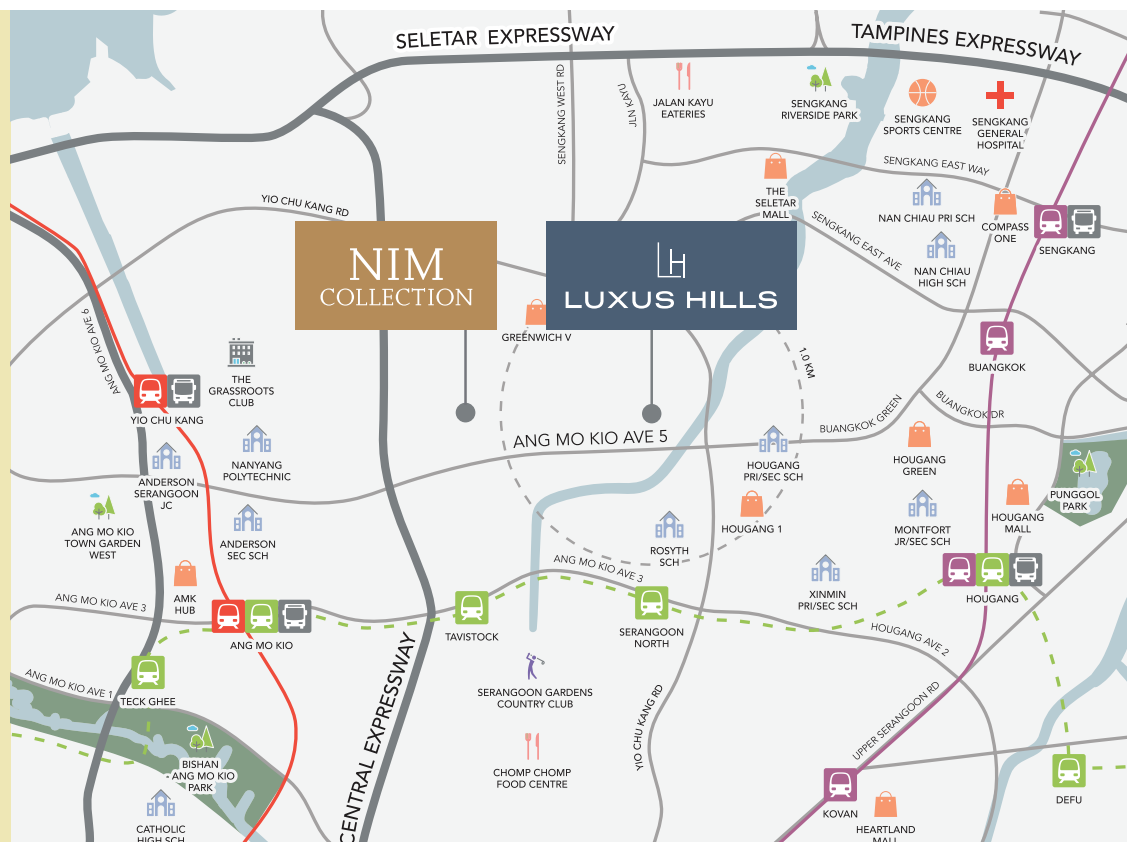 SELETAR EXPRESSWAY
TAMPINES EXPRESSWAY
SENGKANG WEST RD
JLN KAYU
JALAN KAYU
EATERIES
SENGKANG
RIVERSIDE PARK
SENGKANG
SPORTS CENTRE
SENGKANG
GENERAL
HOSPITAL
SENGKANG EAST WAY
THE
SELETAR
MALL
NAN CHIAU PRI SCH
COMPASS
ONE
SENGKANG
YIO CHU KANG RD
SENGKANG EAST AVE
NAN CHIAU
HIGH SCH
NIM
COLLECTION
LH
LUXUS HILLS
GREENWICH V
1.0 KM
BUANGKOK
ANG MO KIO AVE 6
THE
GRASSROOTS
CLUB
YIO CHU KANG
BUANGKOK GREEN
BUANGKOK DR
ANG MO KIO AVE 5
NANYANG
POLYTECHNIC
ANDERSON
SERANGOON
JC
HOUGANG
PRI/SEC SCH
HOUGANG
GREEN
PUNGGOL
PARK
ANG MO KIO
TOWN GARDEN
WEST
ANDERSON
SEC SCH
ROSYTH
SCH
HOUGANG 1
MONTFORT
JR/SEC SCH
HOUGANG
MALL
AMK
HUB
ANG MO KIO AVE 3
ANG MO KIO AVE 3
XINMIN
PRI/SEC SCH
HOUGANG
ANG MO KIO
TAVISTOCK
SERANGOON
NORTH
HOUGANG AVE 2
ANG MO KIO AVE 1
TECK GHEE
CENTRAL EXPRESSWAY
SERANGOON GARDENS
COUNTRY CLUB
YIO CHU KANG RD
UPPER SERANGOON RD
BISHAN
- ANG MO KIO
PARK
CHOMP CHOMP
FOOD CENTRE
DEFU
KOVAN
CATHOLIC
HIGH SCH
HEARTLAND
MALL